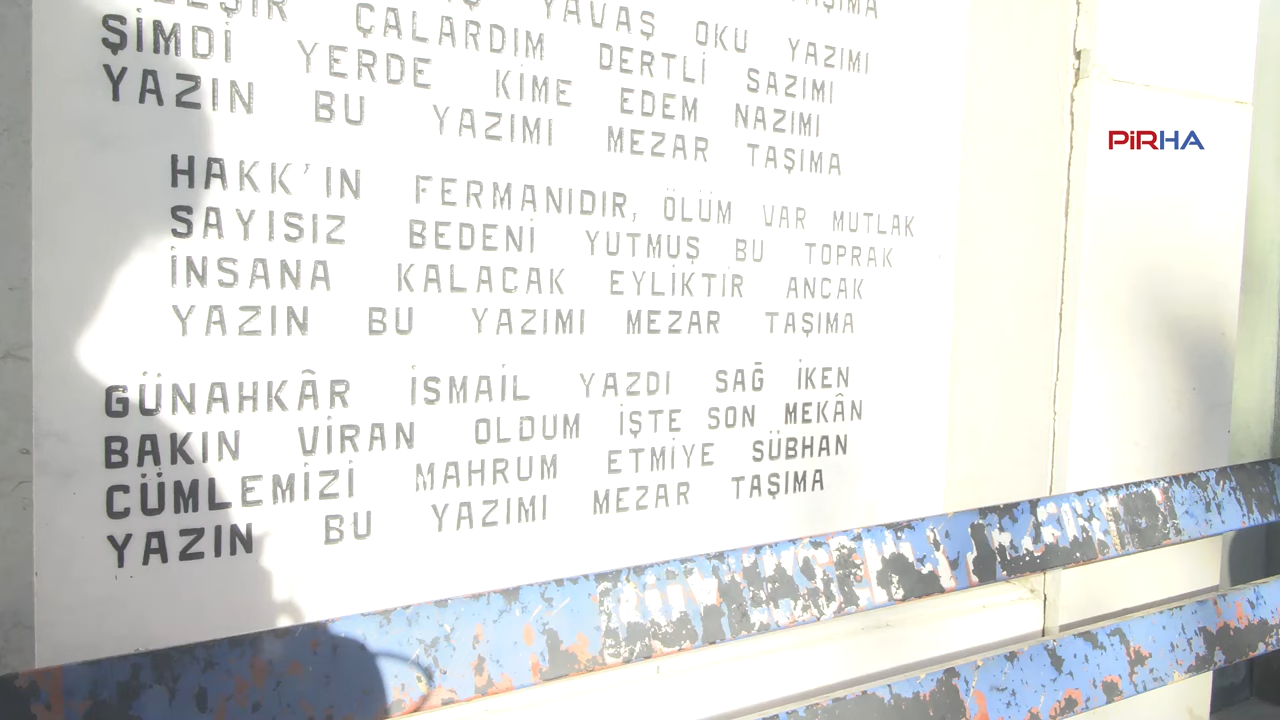 YAVAŞ OKU YAZIMI
ÇALARDIM DERTLİ SAZIMI
ŞİMDİ YERDE KİME EDEM NAZIMI
YAZIN BU YAZIMI MEZAR TAŞIMA
HAKK'IN FERMANIDIR, ÖLÜM VAR MUTLAK
SAYISIZ BEDENİ YUTMUŞ BU TOPRAK
İNSANA KALACAK EYLİKTİR ANCAK
YAZIN BU YAZIMI MEZAR TAŞIMA
GÜNAHKÂR İSMAİL YAZDI SAĞ İKEN
BAKIN VİRAN OLDUM İŞTE SON MEKÂN
CÜMLEMİZİ MAHRUM ETMİYE SÜBHAN
YAZIN BU YAZIMI MEZAR TAŞIMA
PİRHA